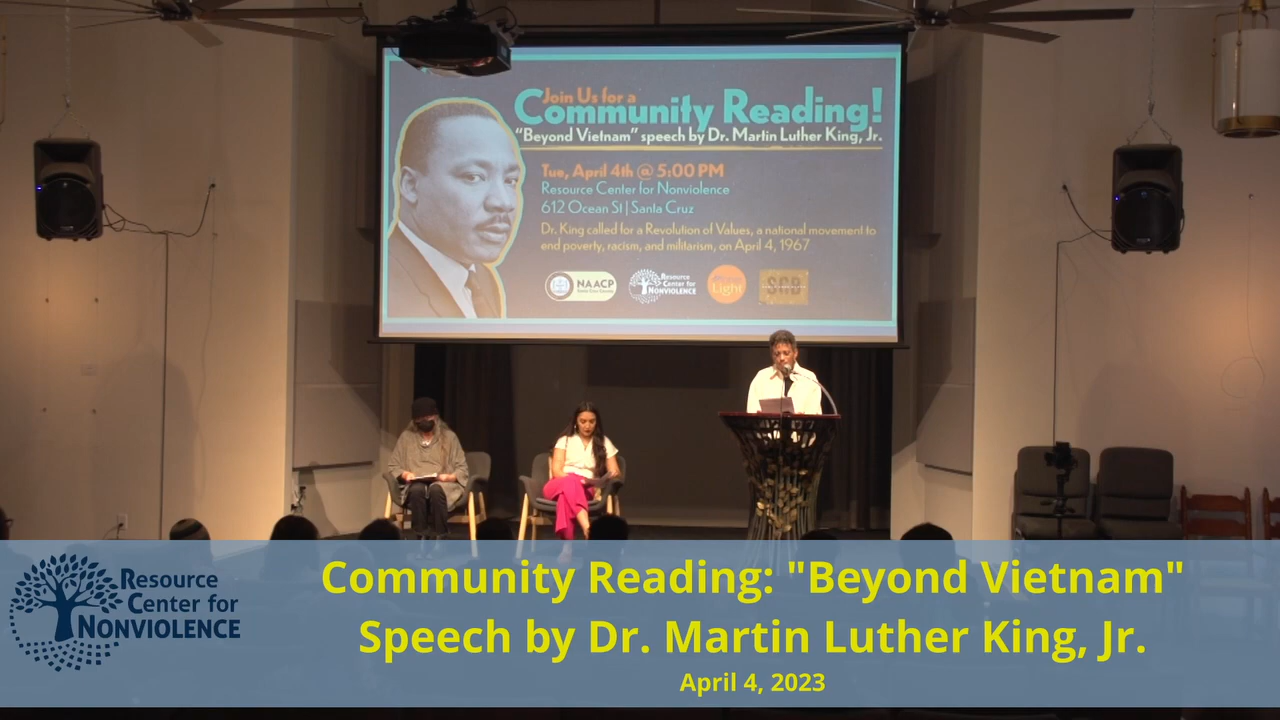 Join Us for a
Community Reading!
"Beyond Vietnam" speech by Dr. Martin Luther King, Jr.
Tue, April 4th @ 5:00 PM
Resource Center for Nonviolence
612 Ocean St | Santa Cruz
Dr. King called for a Revolution of Values, a national movement to
end poverty, racism, and militarism, on April 4, 1967
NAACP
RESOURCE
CENTER FOR
NONVIOLENCE
Light
RESOURCE
CENTER FOR
NONVIOLENCE
Community Reading: "Beyond Vietnam"
Speech by Dr. Martin Luther King, Jr.
April 4, 2023